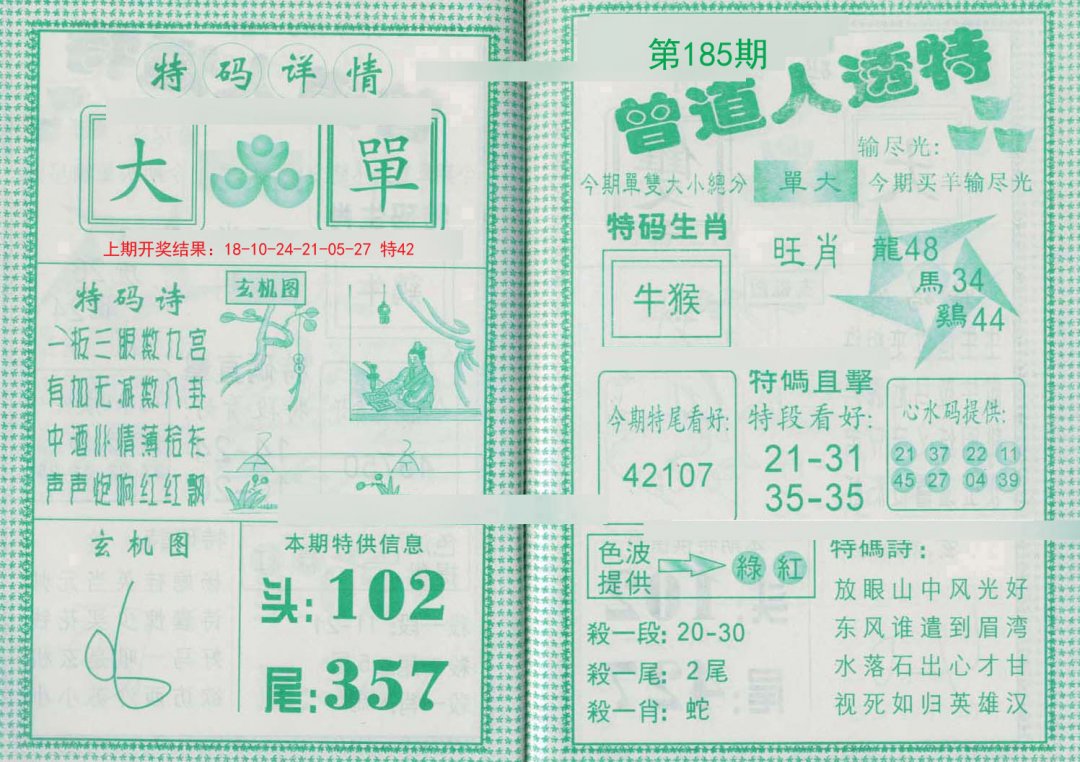 特码详情
大
單
上期开奖结果：18-10-24-21-05-27 特42
特码诗
玄机图
一板三眼数九宫
有加无减数八卦
中酒心情薄裕衫
声声炮响红红飘
玄机图
本期特供信息
头:102
尾:357
第185期
曾道人透特
输尽光:
今期單雙大小總分
單大
今期买羊输尽光
特码生肖
旺肖
龍48
馬34
鷄44
牛猴
今期特尾看好:
42107
特碼直擊
特段看好:
21-31
35-35
心水码提供:
21 37 22 11
45 27 04 39
色波
提供
綠 紅
殺一段: 20-30
殺一尾: 2尾
殺一肖: 蛇
特碼詩:
放眼山中风光好
东风谁遣到眉湾
水落石出心才甘
视死如归英雄汉